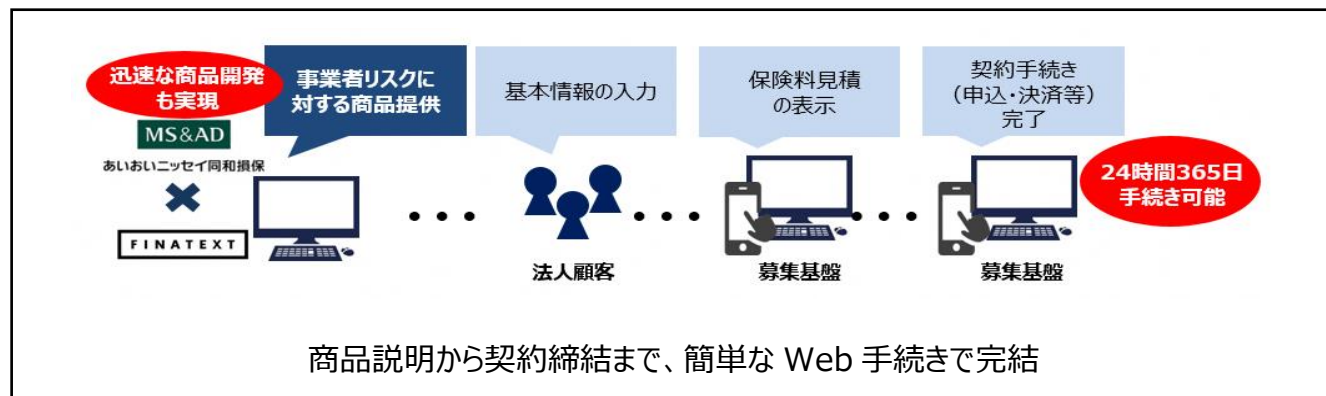 迅速な商品開発
も実現
MS&AD
あいおいニッセイ同和損保
FINATEXT
事業者リスクに
対する商品提供
基本情報の入力
法人顧客
保険料見積
の表示
募集基盤
契約手続き
（申込・決済等）
完了
募集基盤
24時間365日
手続き可能
商品説明から契約締結まで、簡単な Web 手続きで完結